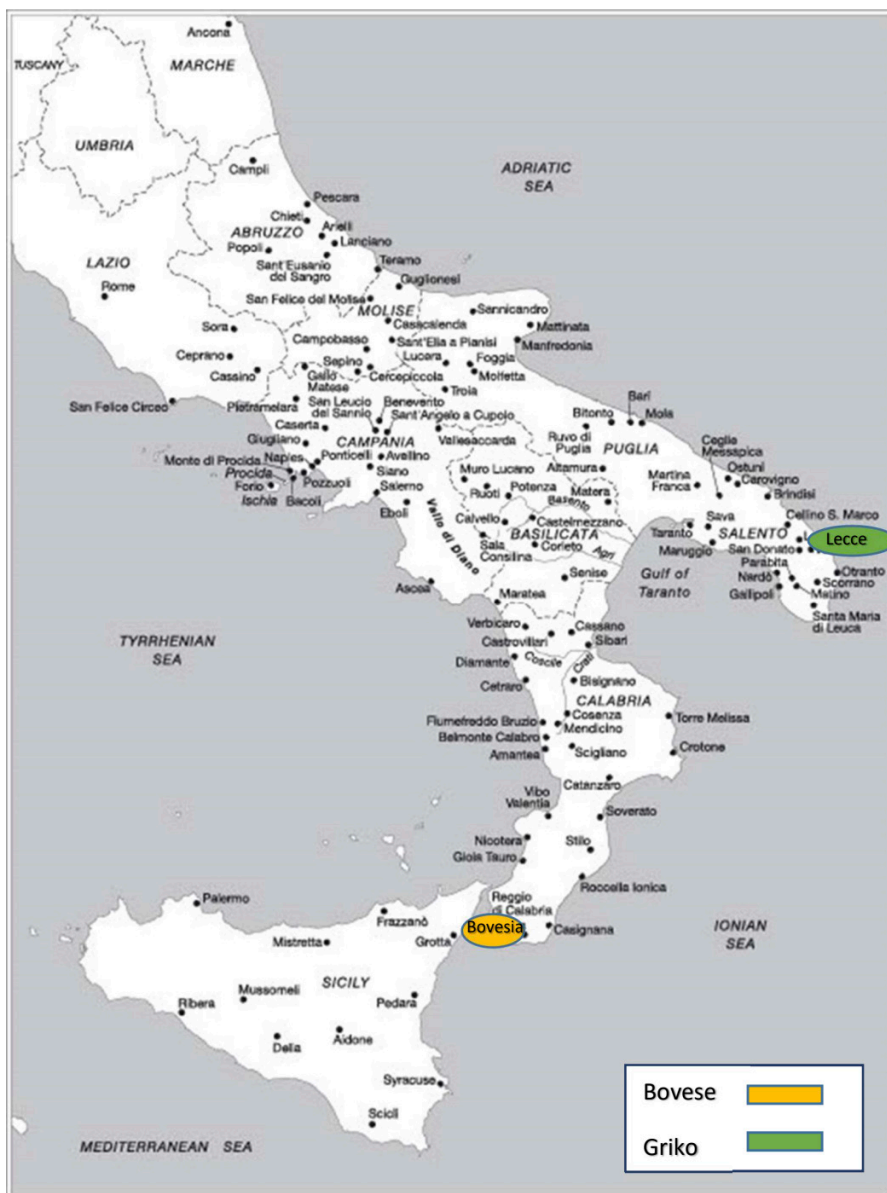 Ancona
TUSCANY
MARCHE
UMBRIA
ADRIATIC
SEA
Campli
Pescara
Chieti
ABRUZZO
Arielli
Lanciano
Popoli
Sant'Eusanio
del Sangro
Teramo
LAZIO
Rome
Guglionesi
San Felice del Molise
MOLISE
Sannicandro
Casacalenda
Mattinata
Sora
Campobasso
Sant'Elia a Pianisi
Manfredonia
Ceprano
Sepino
Lucera
Foggia
Cassino
Gallo
Matese
Cercepiccola
Molfetta
Troia
San Felice Circeo
Pietramelara
San Leucio
del Sannio
Benevento
Sant'Angelo a Cupolo
Bari
Bitonto
Mola
Caserta
Vallesaccarda
Ruvo di
Puglia
PUGLIA
Ceglie
Messapica
Giugliano
CAMPANIA
Ostuni
Monte di Procida
Naples
Ponticelli
Avellino
Altamura
Martina
Franca
Carovigno
Procida
Siano
Muro Lucano
Forio
Pozzuoli
Ruoti
Potenza
Matera
Brindisi
Ischia
Bacoli
Salerno
Basento
Eboli
Vallo di Diano
Calvello
Castelmezzano
Sava
Cellino S. Marco
BASILICATA
Taranto
SALENTO
L
Lecce
Sala
Consilina
Corleto
Agri
Maruggio
San Donato
Gulf of
Taranto
Parabita
Otranto
Senise
Nardò
Scorrano
Ascea
Maratea
Gallipoli
Matino
Santa Maria
di Leuca
Verbicaro
Cassano
TYRRHENIAN
SEA
Castrovillari
Sibari
Diamante
Coscile
Crati
Cetraro
Bisignano
CALABRIA
Fiumefreddo Bruzio
Cosenza
Torre Melissa
Mendicino
Belmonte Calabro
Amantea
Scigliano
Crotone
Catanzaro
Vibo
Valentia
Soverato
Nicotera
Stilo
Gioia Tauro
Roccella Ionica
Palermo
Reggio
di Calabria
Frazzanò
Bovesia
Casignana
IONIAN
SEA
Mistretta
Grotta
SICILY
Mussomeli
Pedara
Ribera
Aidone
Delia
Syracuse
Scicli
MEDITERRANEAN SEA
Bovese
Griko